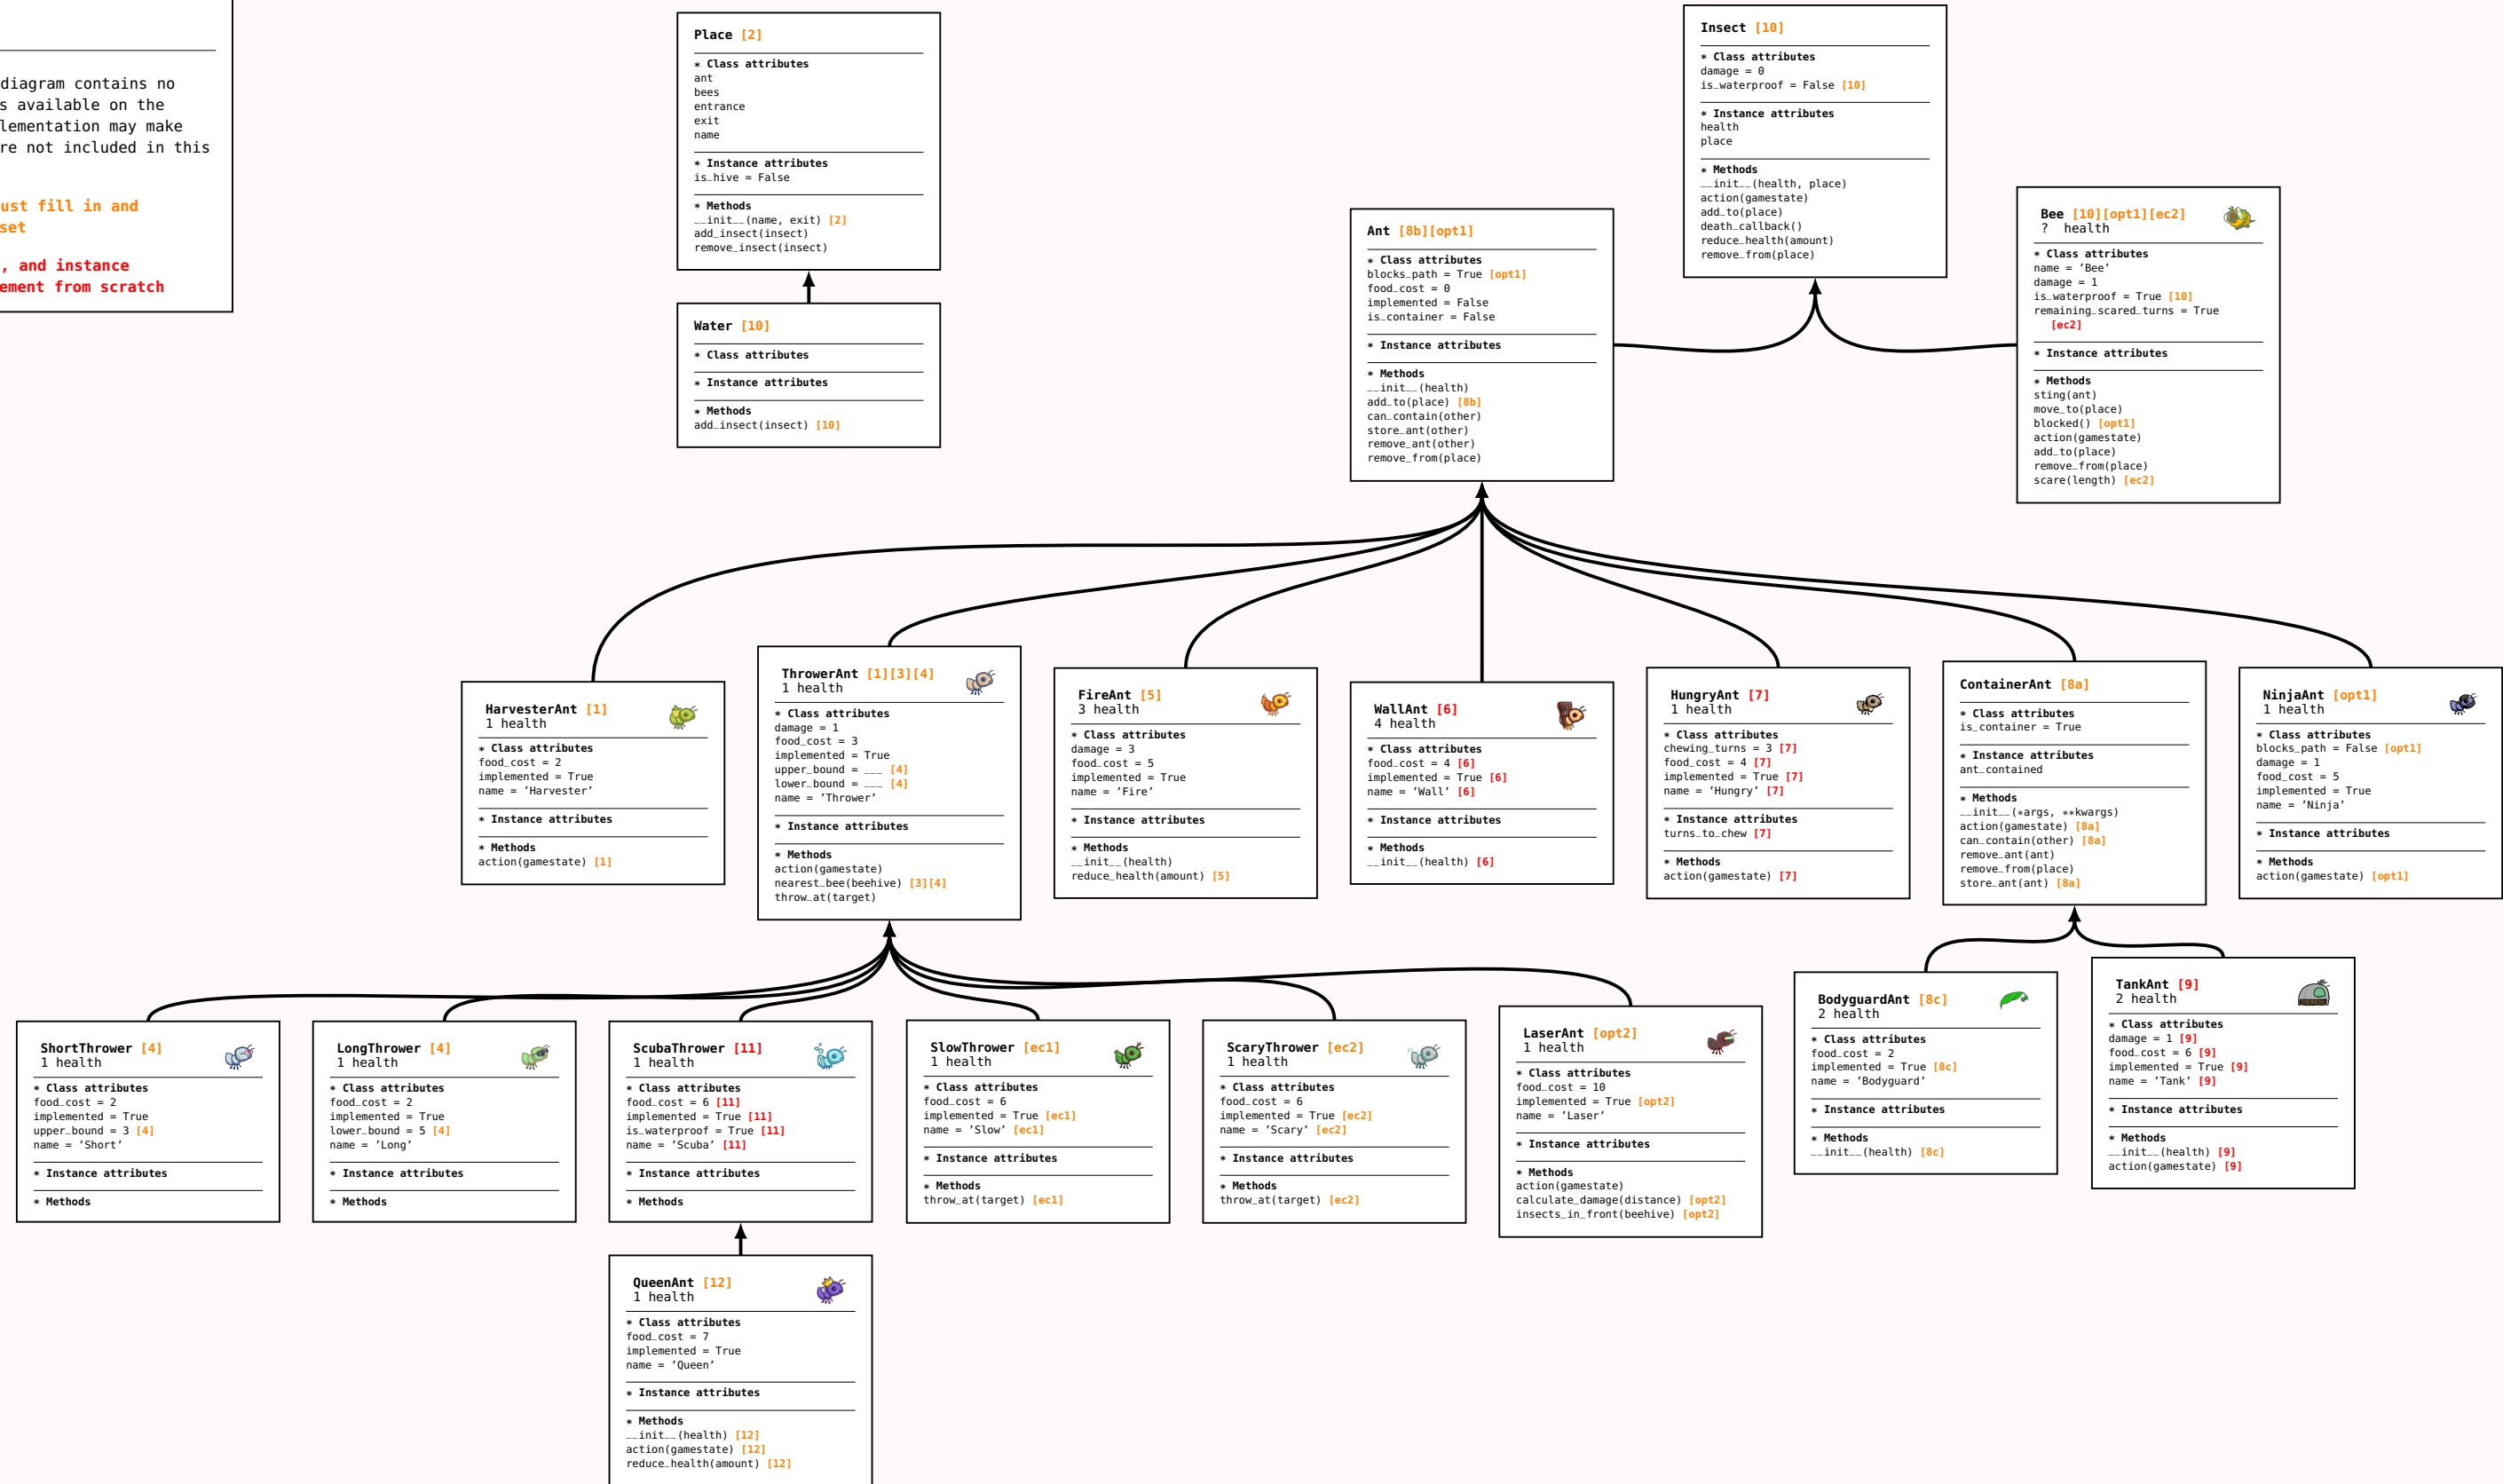 diagram contains no
s available on the
lementation may make
re not included in this
ust fill in and
set
, and instance
ement from scratch
Place [2]
* Class attributes
ant
bees
entrance
exit
name
* Instance attributes
is_hive = False
* Methods
__init__(name, exit) [2]
add_insect(insect)
remove_insect(insect)
Water [10]
* Class attributes
* Instance attributes
* Methods
add_insect(insect) [10]
Insect [10]
* Class attributes
damage = 0
is_waterproof = False [10]
* Instance attributes
health
place
* Methods
__init__(health, place)
action(gamestate)
add_to(place)
death_callback()
reduce_health(amount)
remove_from(place)
Ant [8b][opt1]
* Class attributes
blocks_path = True [opt1]
food_cost = 0
implemented = False
is_container = False
* Instance attributes
* Methods
__init__(health)
add_to(place) [8b]
can_contain(other)
store_ant(other)
remove_ant(other)
remove_from(place)
Bee [10][opt1][ec2]
? health
* Class attributes
name = ’Bee’
damage = 1
is_waterproof = True [10]
remaining_scared_turns = True
[ec2]
* Instance attributes
* Methods
sting(ant)
move_to(place)
blocked() [opt1]
action(gamestate)
add_to(place)
remove_from(place)
scare(length) [ec2]
HarvesterAnt [1]
1 health
* Class attributes
food_cost = 2
implemented = True
name = ’Harvester’
* Instance attributes
* Methods
action(gamestate) [1]
ThrowerAnt [1][3][4]
1 health
* Class attributes
damage = 1
food_cost = 3
implemented = True
upper_bound = ___ [4]
lower_bound = ___ [4]
name = ’Thrower’
* Instance attributes
* Methods
action(gamestate)
nearest_bee(beehive) [3][4]
throw_at(target)
FireAnt [5]
3 health
* Class attributes
damage = 3
food_cost = 5
implemented = True
name = ’Fire’
* Instance attributes
* Methods
__init__(health)
reduce_health(amount) [5]
WallAnt [6]
4 health
* Class attributes
food_cost = 4 [6]
implemented = True [6]
name = ’Wall’ [6]
* Instance attributes
* Methods
__init__(health) [6]
HungryAnt [7]
1 health
* Class attributes
chewing_turns = 3 [7]
food_cost = 4 [7]
implemented = True [7]
name = ’Hungry’ [7]
* Instance attributes
turns_to_chew [7]
* Methods
action(gamestate) [7]
ContainerAnt [8a]
* Class attributes
is_container = True
* Instance attributes
ant_contained
* Methods
__init__(*args, **kwargs)
action(gamestate) [8a]
can_contain(other) [8a]
remove_ant(ant)
remove_from(place)
store_ant(ant) [8a]
NinjaAnt [opt1]
1 health
* Class attributes
blocks_path = False [opt1]
damage = 1
food_cost = 5
implemented = True
name = ’Ninja’
* Instance attributes
* Methods
action(gamestate) [opt1]
ShortThrower [4]
1 health
* Class attributes
food_cost = 2
implemented = True
upper_bound = 3 [4]
name = ’Short’
* Instance attributes
* Methods
LongThrower [4]
1 health
* Class attributes
food_cost = 2
implemented = True
lower_bound = 5 [4]
name = ’Long’
* Instance attributes
* Methods
ScubaThrower [11]
1 health
* Class attributes
food_cost = 6 [11]
implemented = True [11]
is_waterproof = True [11]
name = ’Scuba’ [11]
* Instance attributes
* Methods
SlowThrower [ec1]
1 health
* Class attributes
food_cost = 6
implemented = True [ec1]
name = ’Slow’ [ec1]
* Instance attributes
* Methods
throw_at(target) [ec1]
ScaryThrower [ec2]
1 health
* Class attributes
food_cost = 6
implemented = True [ec2]
name = ’Scary’ [ec2]
* Instance attributes
* Methods
throw_at(target) [ec2]
LaserAnt [opt2]
1 health
* Class attributes
food_cost = 10
implemented = True [opt2]
name = ’Laser’
* Instance attributes
* Methods
action(gamestate)
calculate_damage(distance) [opt2]
insects_in_front(beehive) [opt2]
BodyguardAnt [8c]
2 health
* Class attributes
food_cost = 2
implemented = True [8c]
name = ’Bodyguard’
* Instance attributes
* Methods
__init__(health) [8c]
TankAnt [9]
2 health
* Class attributes
damage = 1 [9]
food_cost = 6 [9]
implemented = True [9]
name = ’Tank’ [9]
* Instance attributes
* Methods
__init__(health) [9]
action(gamestate) [9]
QueenAnt [12]
1 health
* Class attributes
food_cost = 7
implemented = True
name = ’Queen’
* Instance attributes
* Methods
__init__(health) [12]
action(gamestate) [12]
reduce_health(amount) [12]